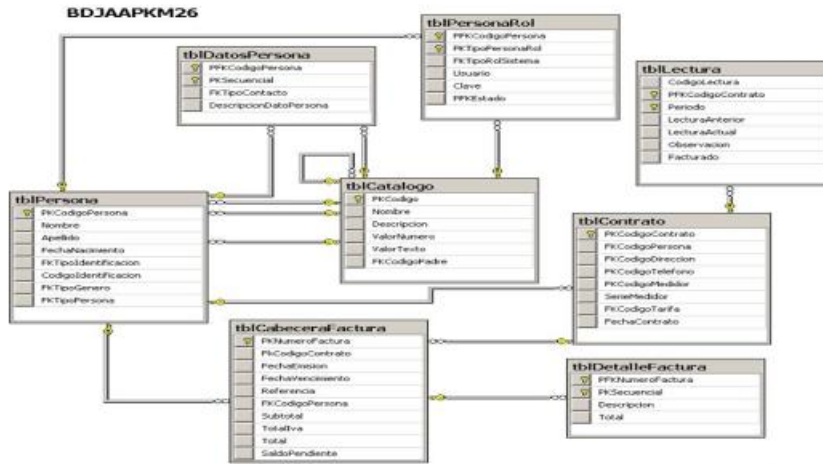 BDJAAPKM26
tblPersonaRol
PFKCodigoPersona
PKTipoPersonaRol
FKTipoRolSistema
Usuario
Clave
PFKEstado
tblDatosPersona
PFKCodigoPersona
PKSecuencial
FKTipoContacto
DescripcionDatoPersona
tblLectura
CodigoLectura
PFKCodigoContrato
Periodo
LecturaAnterior
LecturaActual
Observacion
Facturado
tblPersona
PKCodigoPersona
Nombre
Apellido
FechaNacimiento
FKTipoIdentificacion
CodigoIdentificacion
FKTipoGenero
FKTipoPersona
tblCatalogo
PKCodigo
Nombre
Descripcion
ValorNumero
ValorTexto
FKCodigoPadre
tblContrato
PKCodigoContrato
FKCodigoPersona
FKCodigoDireccion
FKCodigoTelefono
FKCodigoMedidor
SerieMedidor
FKCodigoTarifa
FechaContrato
tblCabeceraFactura
PKNumeroFactura
FkCodigoContrato
FechaEmision
FechaVencimiento
Referencia
FKCodigoPersona
Subtotal
TotalIva
Total
SaldoPendiente
tblDetalleFactura
PFKNumeroFactura
PKSecuencial
Descripcion
Total